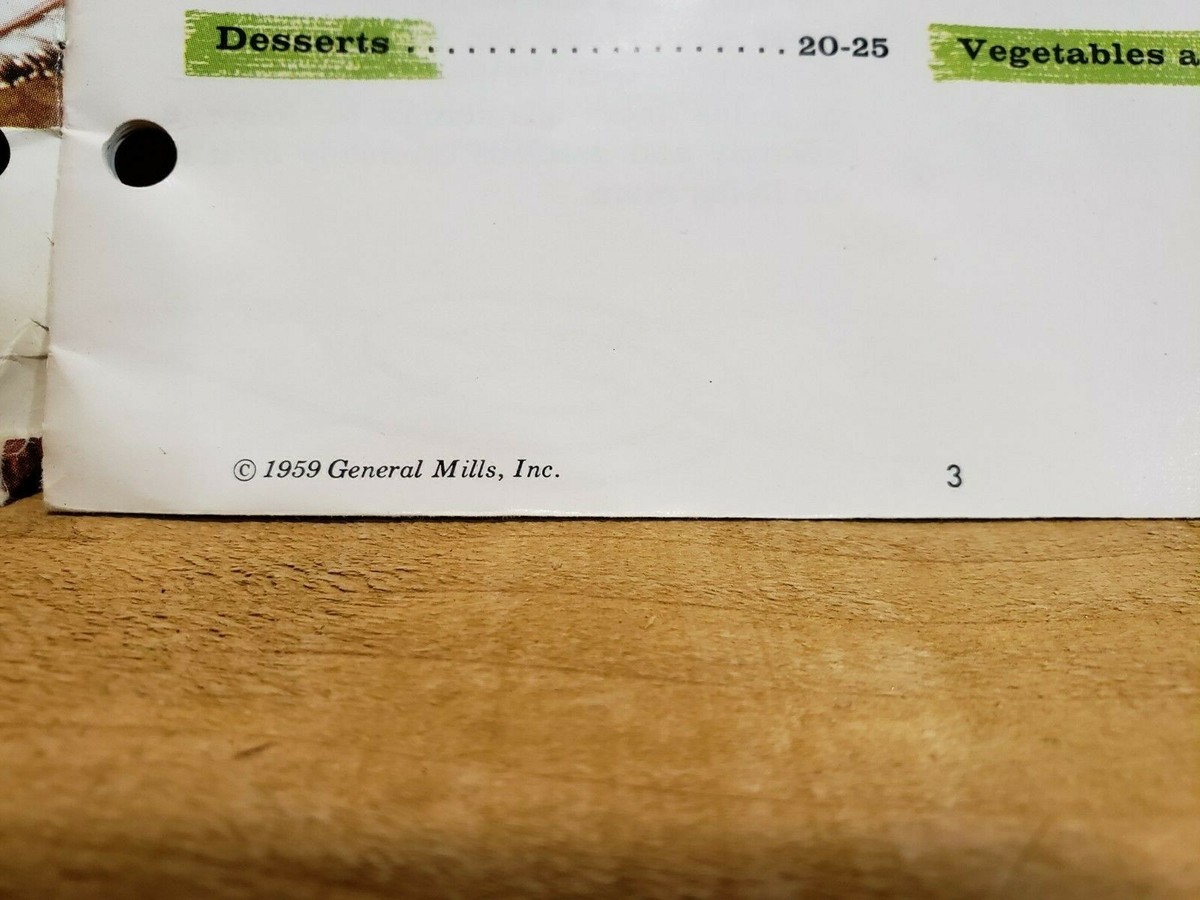 Desserts . . . . . . . . . . . . . . . . . . . . 20-25
Vegetables a
© 1959 General Mills, Inc.
3